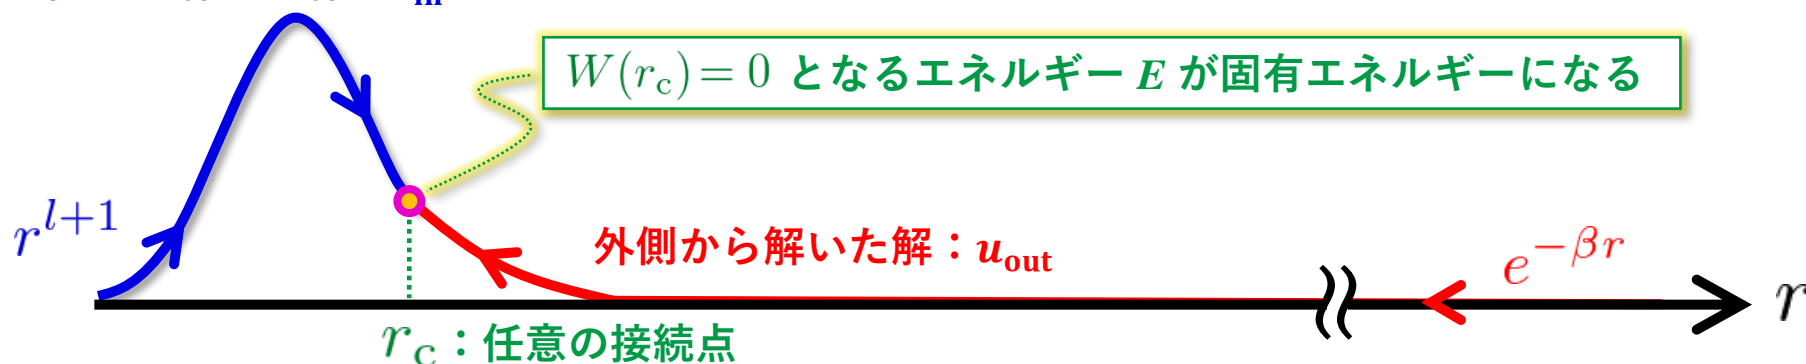 W(r_c) = 0 となるエネルギー E が固有エネルギーになる
r^{l+1}
外側から解いた解：u_out
e^{-βr}
r
r_c：任意の接続点